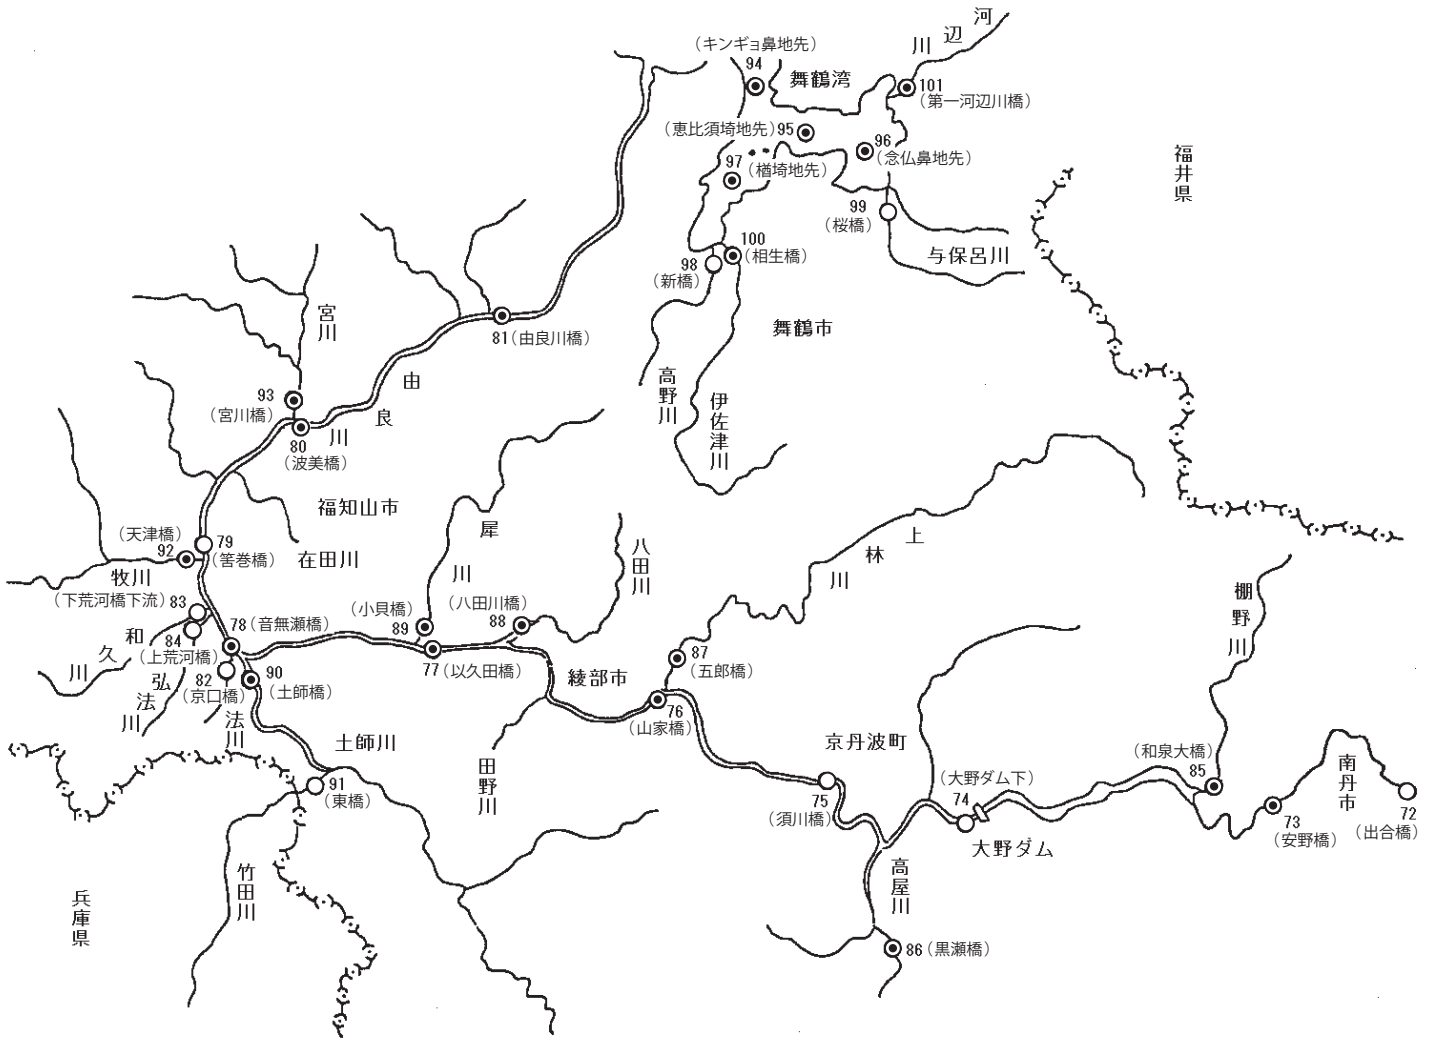 河辺川
（キンギョ鼻地先）
94
舞鶴湾
101
（第一河辺川橋）
（恵比須埼地先）95
96
（念仏鼻地先）
97
（楢埼地先）
福井県
99
（桜橋）
100
（相生橋）
98
（新橋）
与保呂川
舞鶴市
高野川
伊佐津川
宮川
81（由良川橋）
由良川
93
（宮川橋）
80
（波美橋）
福知山市
在田川
（天津橋）
92
79
（筈巻橋）
牧川
（下荒河橋下流）83
84
（上荒河橋）
和久川
弘法川
78（音無瀬橋）
82
（京口橋）
90
（土師橋）
法川
土師川
91
（東橋）
竹田川
兵庫県
犀川
（小貝橋）
89
八田川
（八田川橋）
88
77（以久田橋）
綾部市
田野川
上林川
87
（五郎橋）
76
（山家橋）
京丹波町
75
（須川橋）
（大野ダム下）
74
大野ダム
高屋川
86（黒瀬橋）
棚野川
（和泉大橋）
85
南丹市
73
（安野橋）
72
（出合橋）